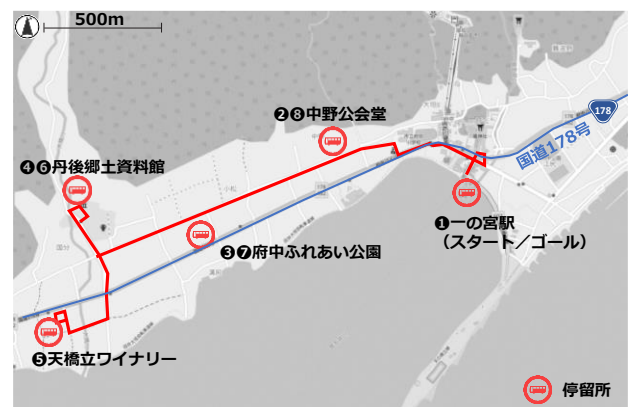 500m
❷❽中野公会堂
178
国道178号
❹❻丹後郷土資料館
❶一の宮駅
（スタート／ゴール）
❸❼府中ふれあい公園
❺天橋立ワイナリー
停留所